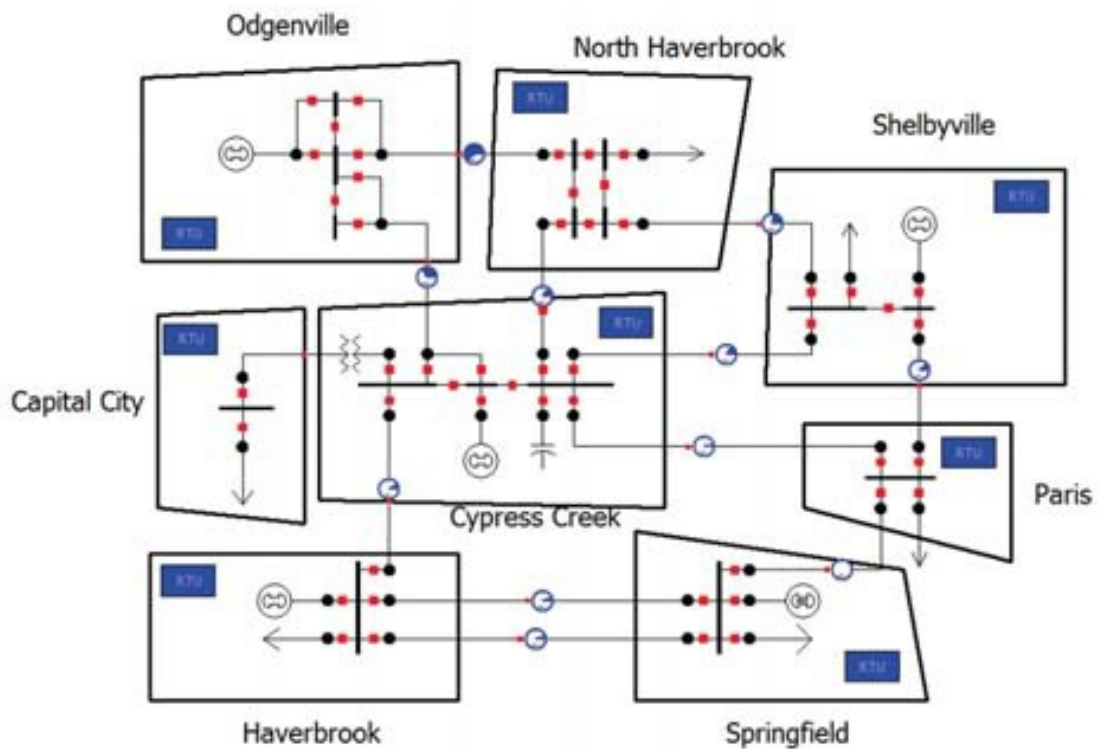 Odgenville
North Haverbrook
RTU
Shelbyville
RTU
RTU
RTU
RTU
Capital City
RTU
Paris
Cypress Creek
RTU
RTU
Haverbrook
Springfield